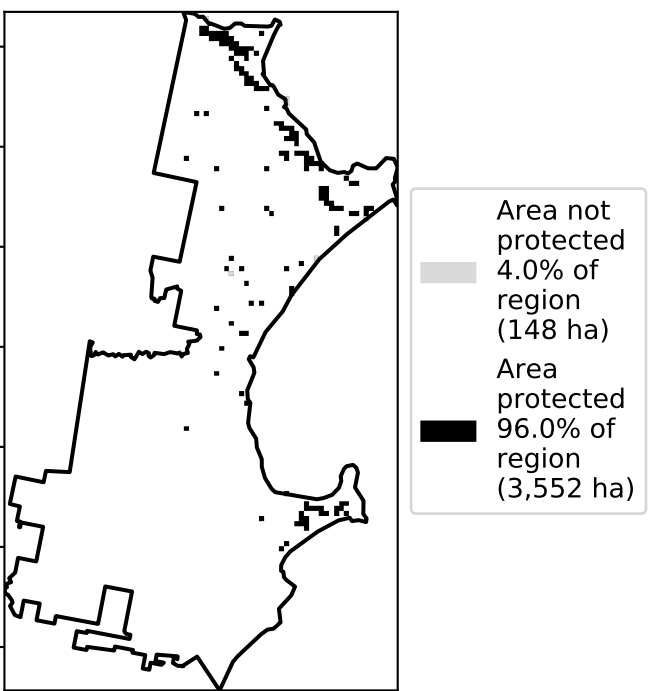 Area not
protected
4.0% of
region
(148 ha)
Area
protected
96.0% of
region
(3,552 ha)